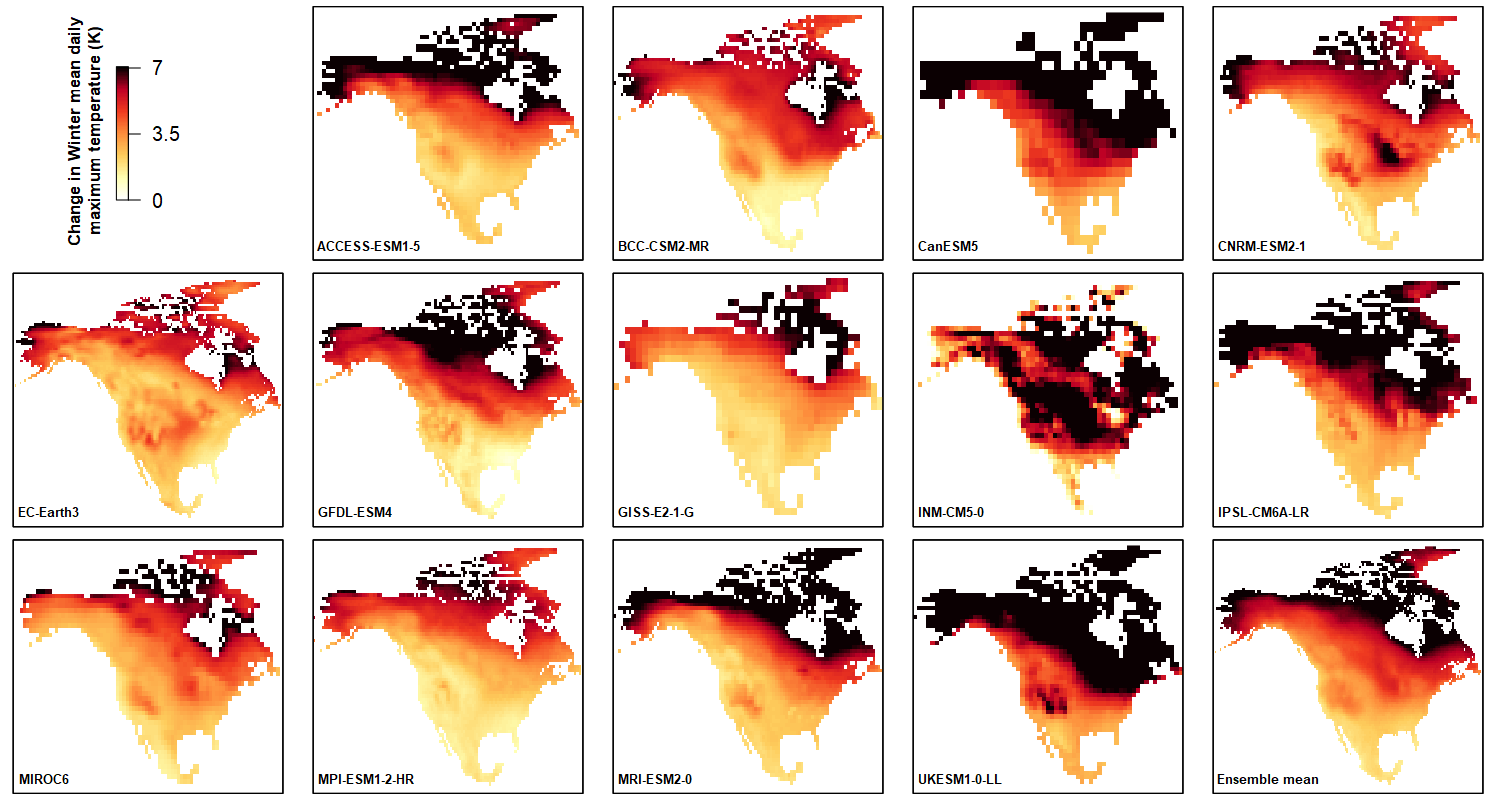 Change in Winter mean daily
maximum temperature (K)
7
3.5
0
ACCESS-ESM1-5
BCC-CSM2-MR
CanESM5
CNRM-ESM2-1
EC-Earth3
GFDL-ESM4
GISS-E2-1-G
INM-CM5-0
IPSL-CM6A-LR
MIROC6
MPI-ESM1-2-HR
MRI-ESM2-0
UKESM1-0-LL
Ensemble mean